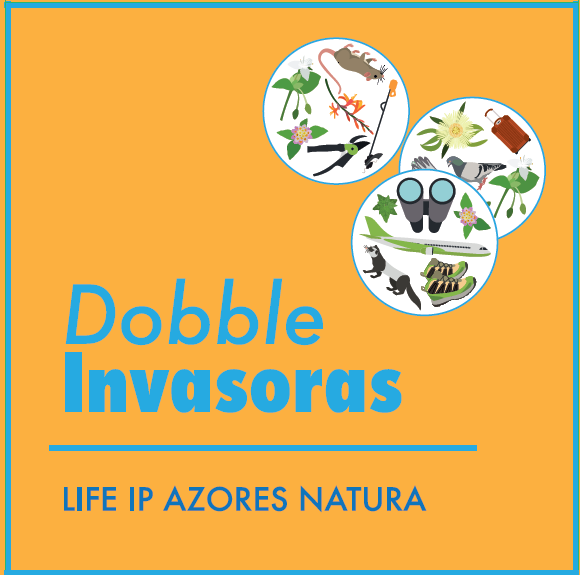 Dobble
Invasoras
LIFE IP AZORES NATURA